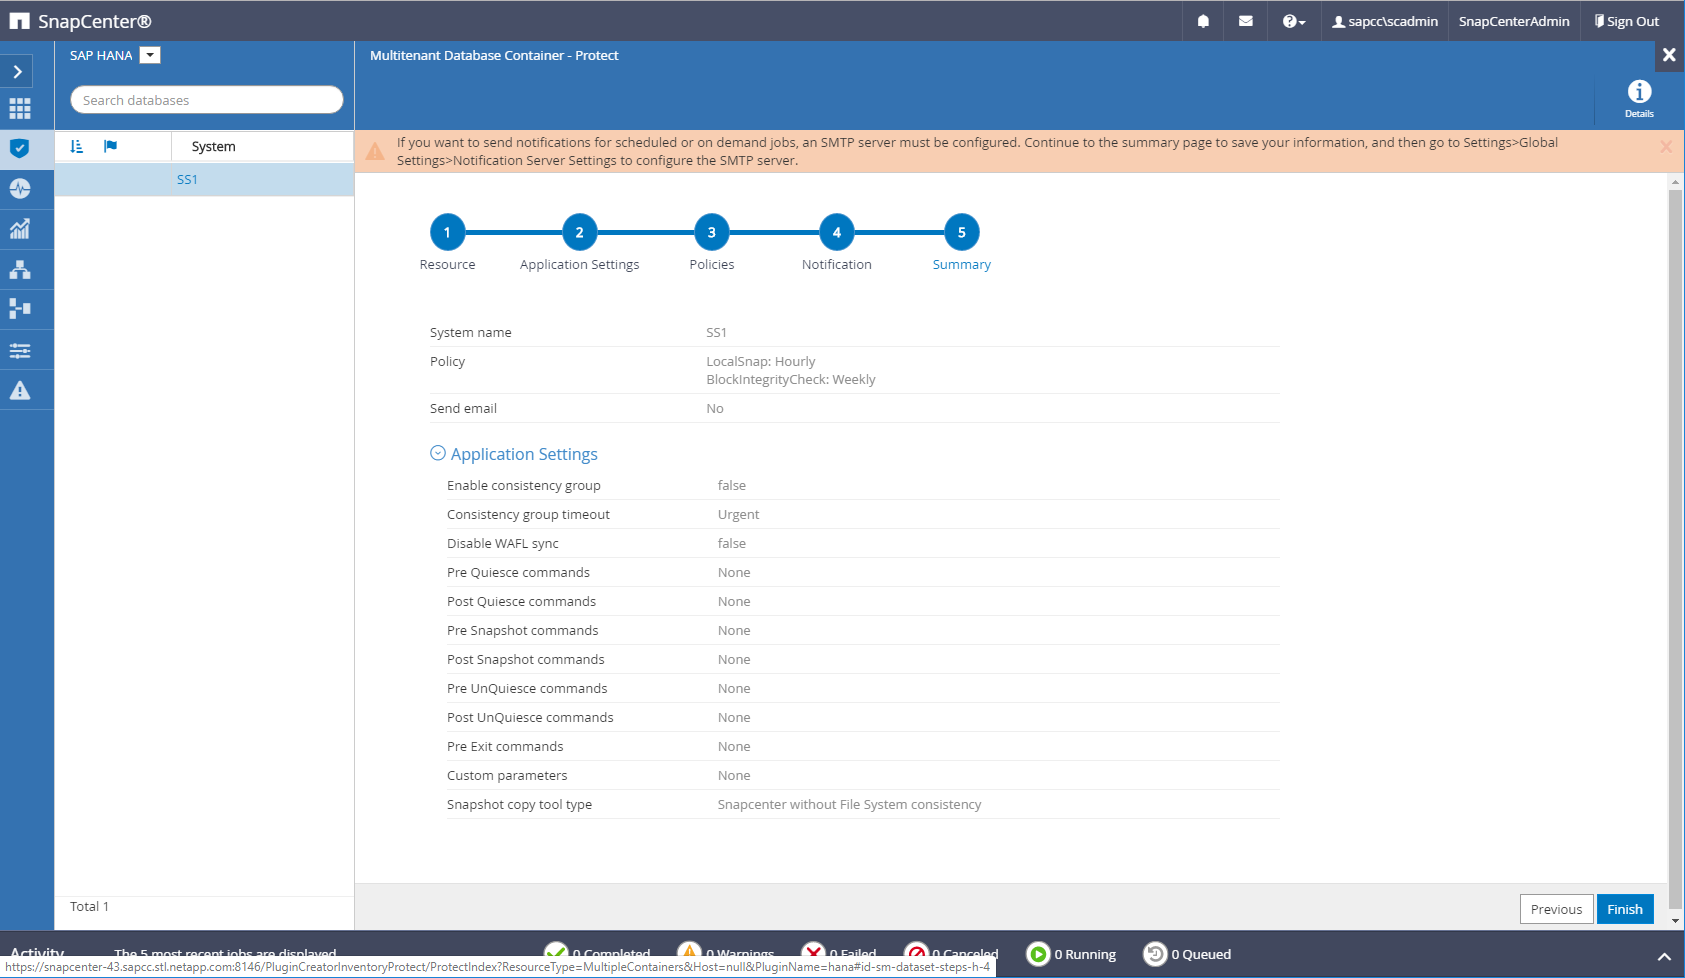 SnapCenter®
sapcc\scadmin
SnapCenterAdmin
Sign Out
SAP HANA
Multitenant Database Container - Protect
Search databases
Details
System
SS1
If you want to send notifications for scheduled or on demand jobs, an SMTP server must be configured. Continue to the summary page to save your information, and then go to Settings>Global
Settings>Notification Server Settings to configure the SMTP server.
1
2
3
4
5
Resource
Application Settings
Policies
Notification
Summary
System name SS1
Policy LocalSnap: Hourly
BlockIntegrityCheck: Weekly
Send email No
Application Settings
Enable consistency group false
Consistency group timeout Urgent
Disable WAFL sync false
Pre Quiesce commands None
Post Quiesce commands None
Pre Snapshot commands None
Post Snapshot commands None
Pre UnQuiesce commands None
Post UnQuiesce commands None
Pre Exit commands None
Custom parameters None
Snapshot copy tool type Snapcenter without File System consistency
Total 1
Previous
Finish
Activity
The 5 most recent jobs are displayed
0 Completed
0 Warnings
0 Failed
0 Canceled
0 Running
0 Queued
https://snapcenter-43.sapcc.stl.netapp.com:8146/PluginCreatorInventoryProtect/ProtectIndex?ResourceType=MultipleContainers&Host=null&PluginName=hana#id-sm-dataset-steps-h-4